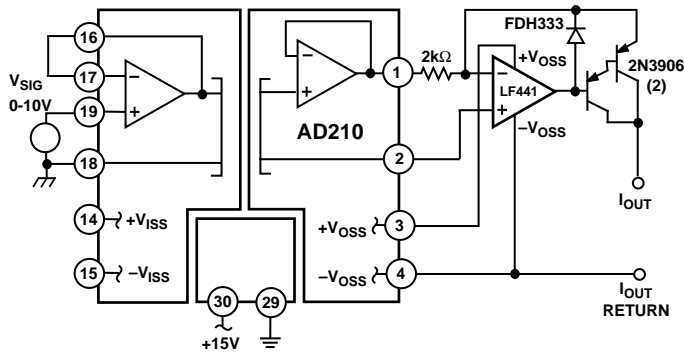 16
17
V_SIG
0-10V
19
18
14
+V_ISS
15
–V_ISS
30
29
+15V
AD210
1
2
3
+V_OSS
4
–V_OSS
2kΩ
–
+
–
+
+
–
+V_OSS
LF441
+
–V_OSS
FDH333
2N3906
(2)
I_OUT
I_OUT
RETURN